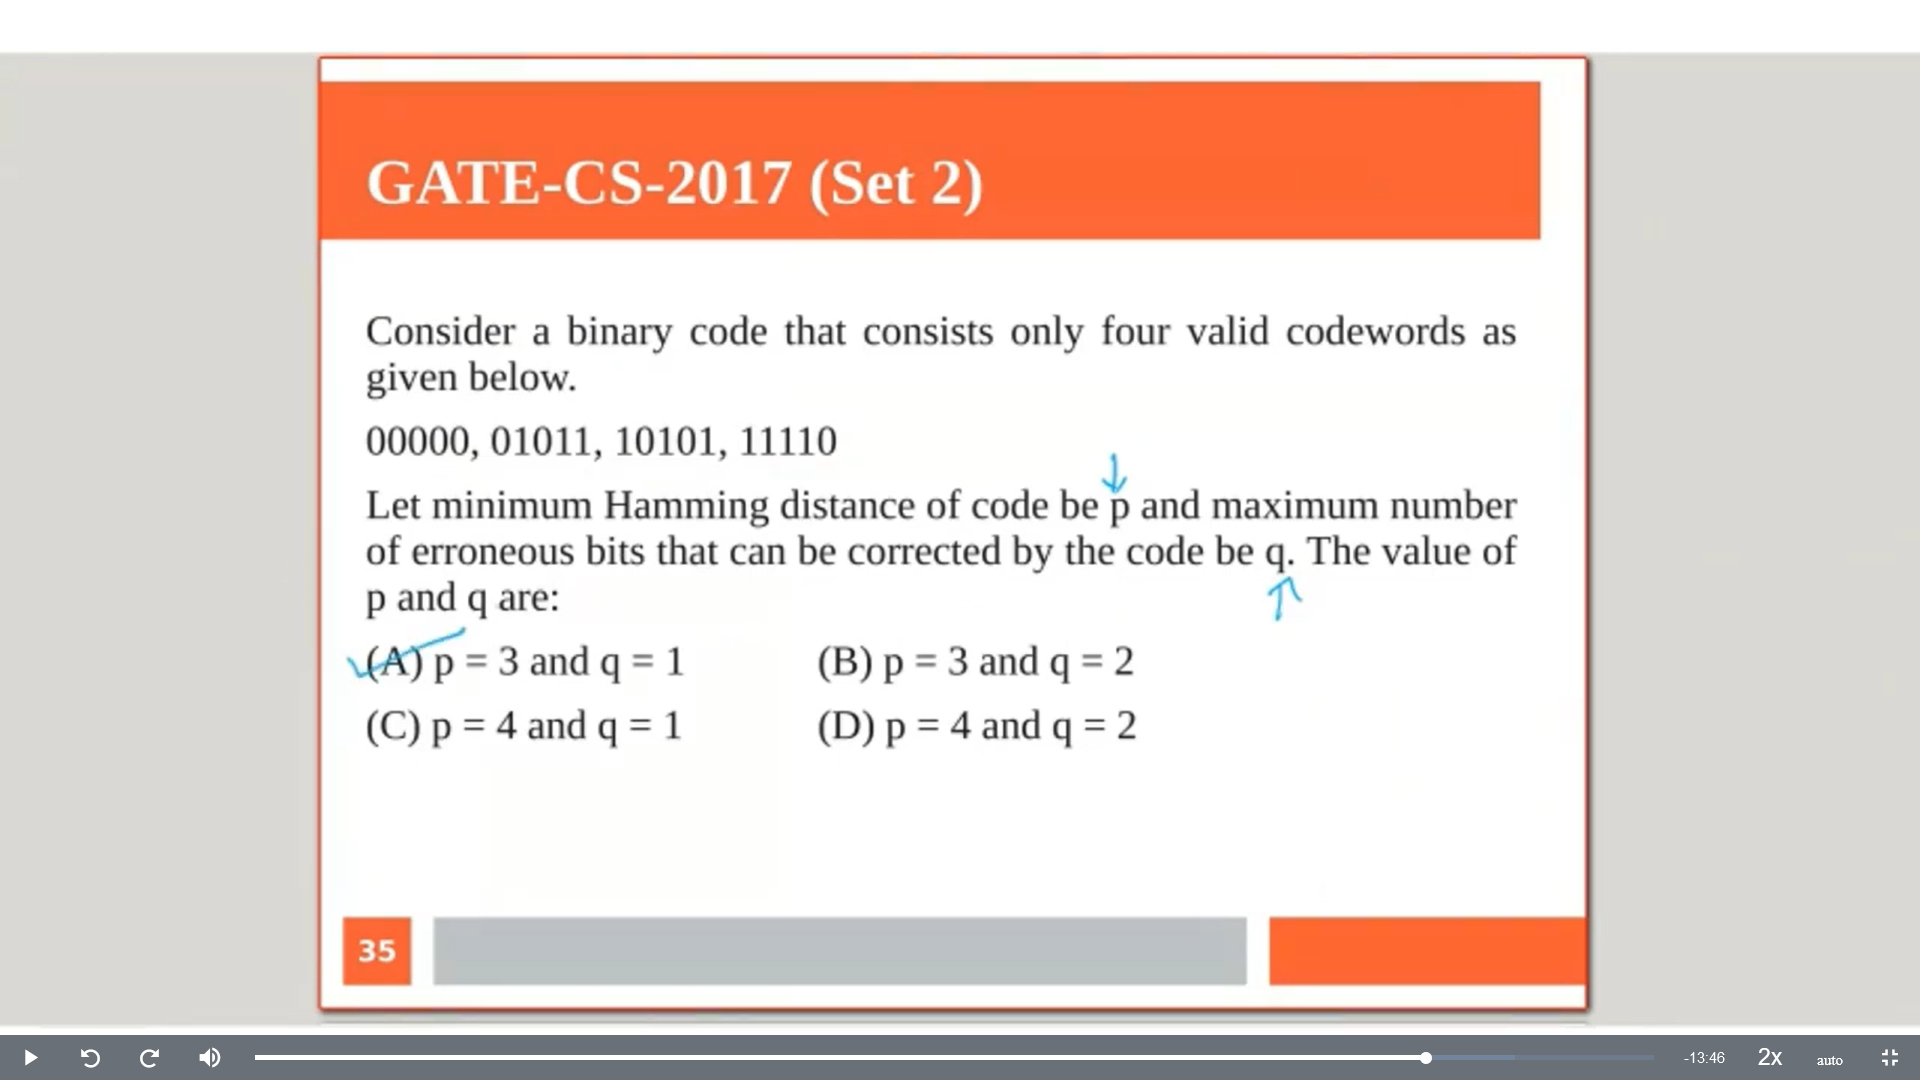 GATE-CS-2017 (Set 2)
Consider a binary code that consists only four valid codewords as
given below.
00000, 01011, 10101, 11110
Let minimum Hamming distance of code be p and maximum number
of erroneous bits that can be corrected by the code be q. The value of
p and q are:
(A) p = 3 and q = 1 (B) p = 3 and q = 2
(C) p = 4 and q = 1 (D) p = 4 and q = 2
35
-13:46 2x auto